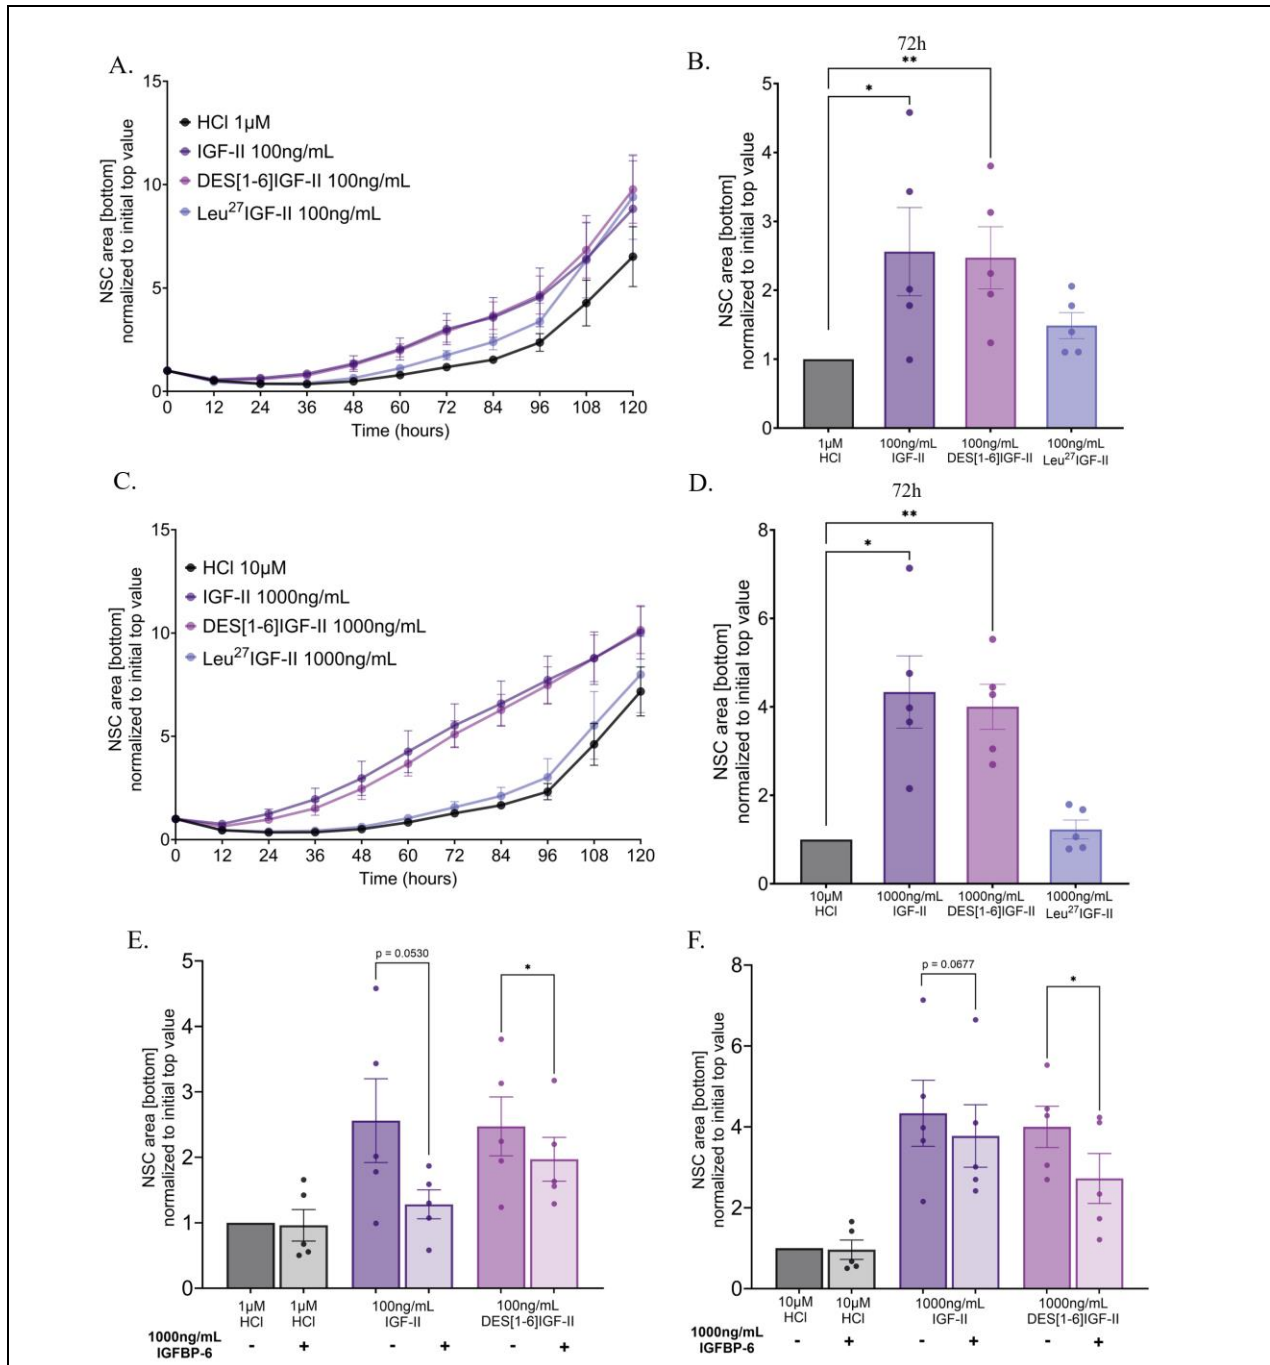 A.
NSC area [bottom]
normalized to initial top value
15
10
5
0
HCl 1µM
IGF-II 100ng/mL
DES[1-6]IGF-II 100ng/mL
Leu²⁷IGF-II 100ng/mL
0 12 24 36 48 60 72 84 96 108 120
Time (hours)
B.
72h
**
*
NSC area [bottom]
normalized to initial top value
5
4
3
2
1
0
1µM
HCl
100ng/mL
IGF-II
100ng/mL
DES[1-6]IGF-II
100ng/mL
Leu²⁷IGF-II
C.
NSC area [bottom]
normalized to initial top value
15
10
5
0
HCl 10µM
IGF-II 1000ng/mL
DES[1-6]IGF-II 1000ng/mL
Leu²⁷IGF-II 1000ng/mL
0 12 24 36 48 60 72 84 96 108 120
Time (hours)
D.
72h
**
*
NSC area [bottom]
normalized to initial top value
8
6
4
2
0
10µM
HCl
1000ng/mL
IGF-II
1000ng/mL
DES[1-6]IGF-II
1000ng/mL
Leu²⁷IGF-II
E.
p = 0.0530
*
NSC area [bottom]
normalized to initial top value
5
4
3
2
1
0
1µM
HCl
1µM
HCl
100ng/mL
IGF-II
100ng/mL
DES[1-6]IGF-II
1000ng/mL
IGFBP-6
- + - + - +
F.
p = 0.0677
*
NSC area [bottom]
normalized to initial top value
8
6
4
2
0
10µM
HCl
10µM
HCl
1000ng/mL
IGF-II
1000ng/mL
DES[1-6]IGF-II
1000ng/mL
IGFBP-6
- + - + - +